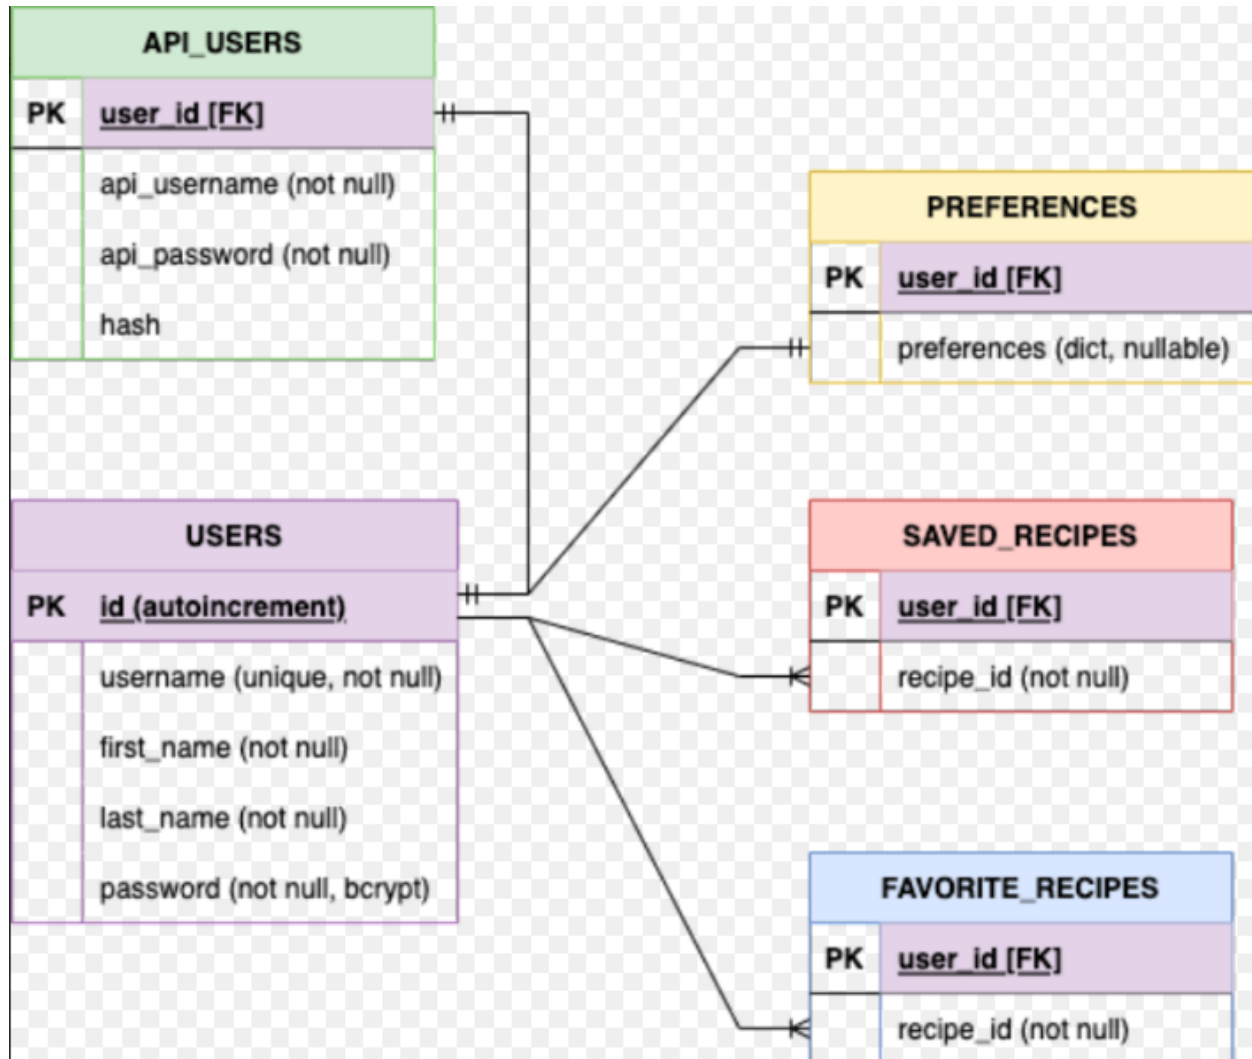 API_USERS
PK user_id [FK]
api_username (not null)
api_password (not null)
hash
PREFERENCES
PK user_id [FK]
preferences (dict, nullable)
USERS
PK id (autoincrement)
username (unique, not null)
first_name (not null)
last_name (not null)
password (not null, bcrypt)
SAVED_RECIPES
PK user_id [FK]
recipe_id (not null)
FAVORITE_RECIPES
PK user_id [FK]
recipe_id (not null)